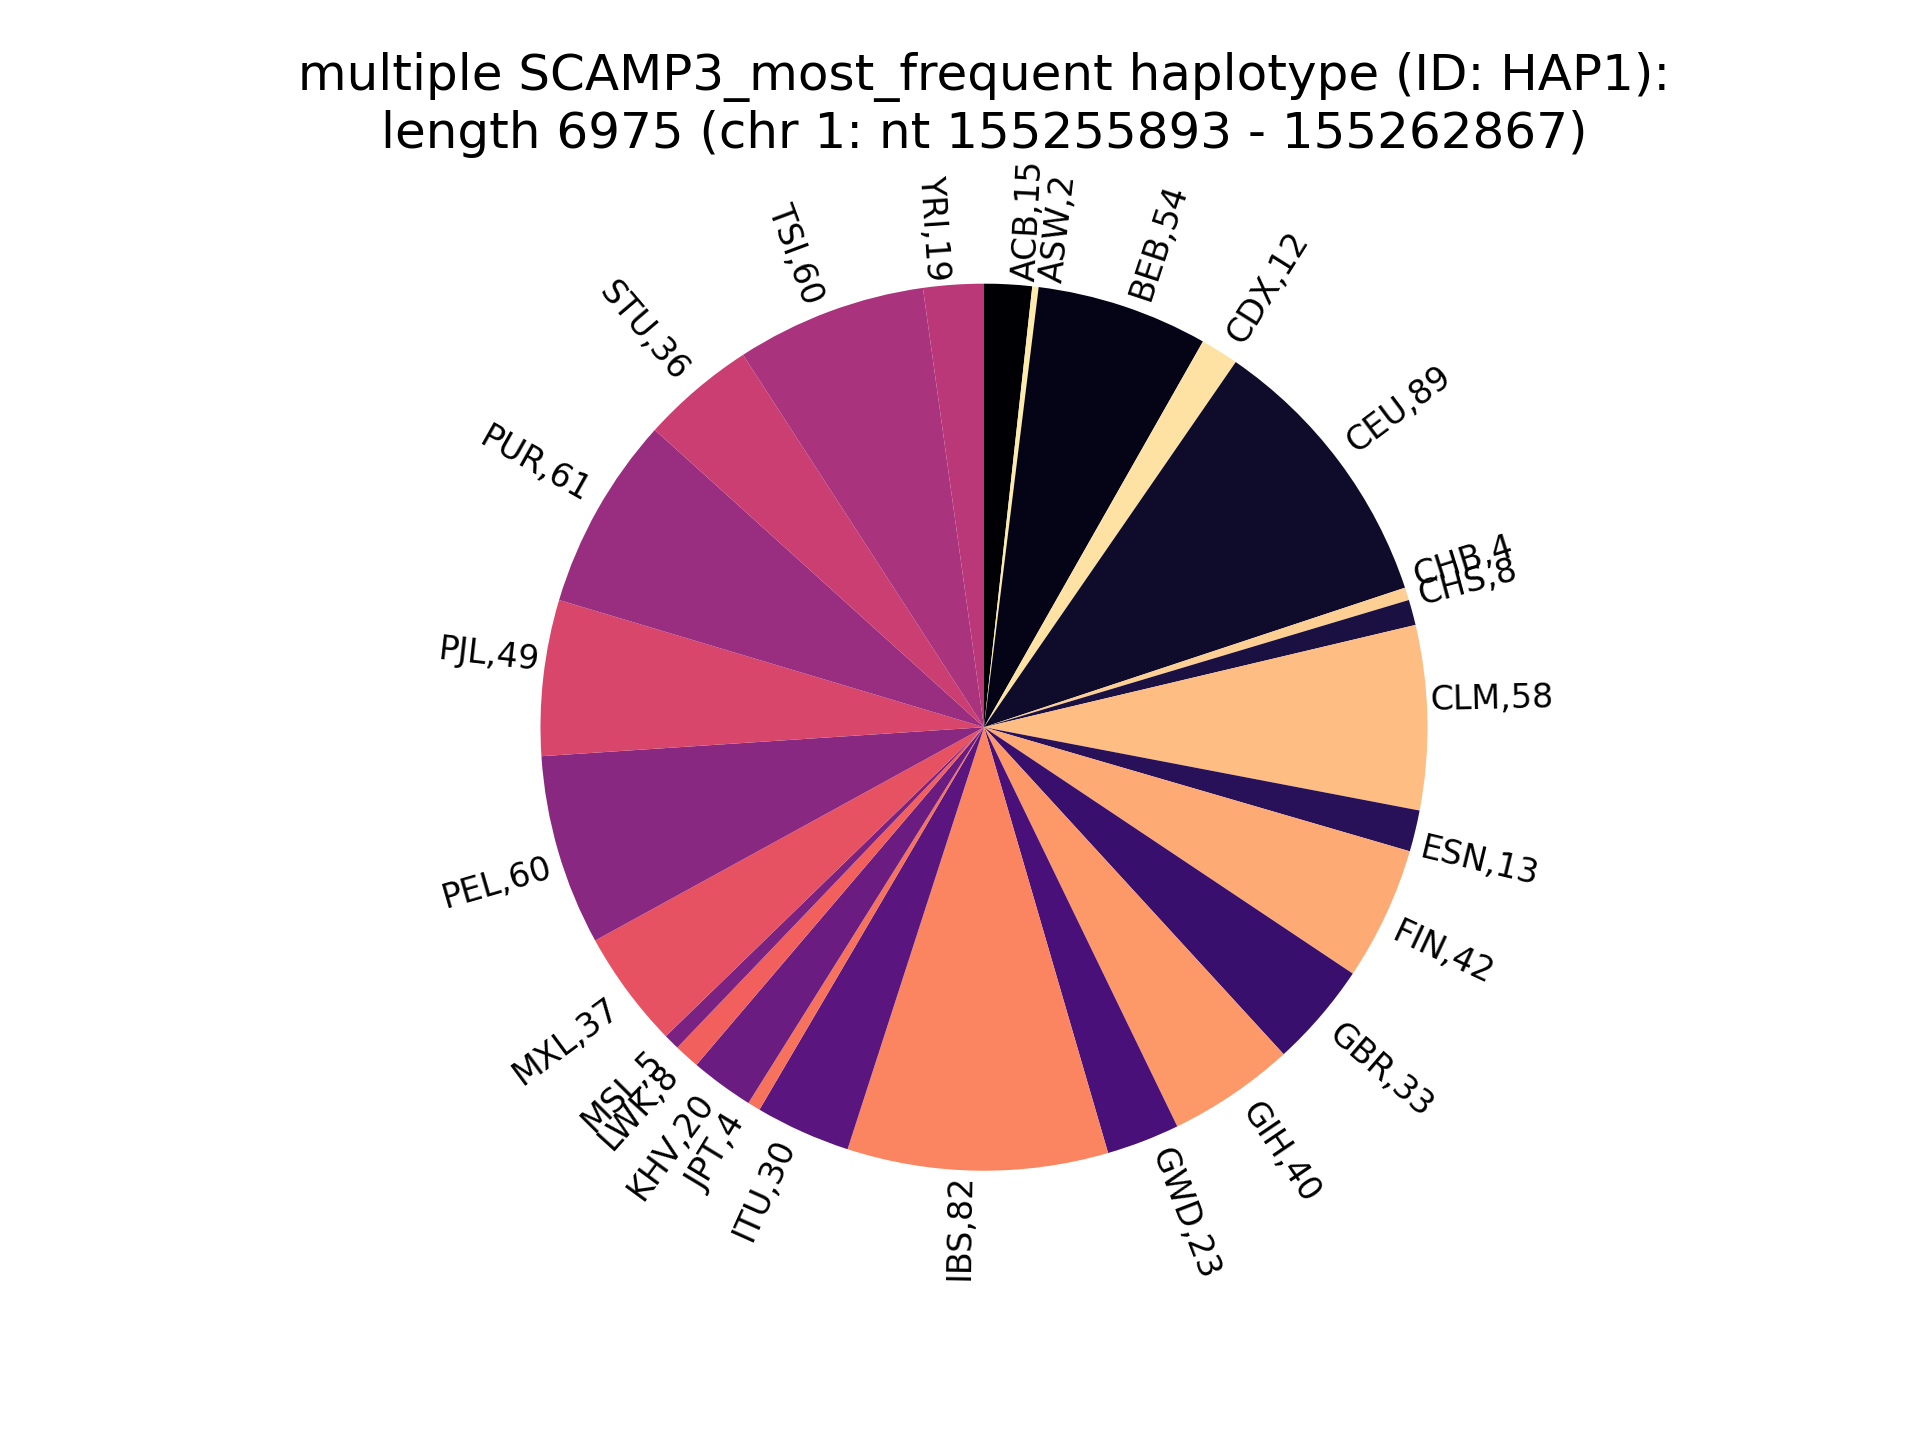 multiple SCAMP3_most_frequent haplotype (ID: HAP1):
length 6975 (chr 1: nt 155255893 - 155262867)
ACB,15
ASW,2
BEB,54
CDX,12
CEU,89
CHB,4
CHS,8
CLM,58
ESN,13
FIN,42
GBR,33
GIH,40
GWD,23
IBS,82
ITU,30
JPT,4
KHV,20
LWK,8
MSL,5
MXL,37
PEL,60
PJL,49
PUR,61
STU,36
TSI,60
YRI,19